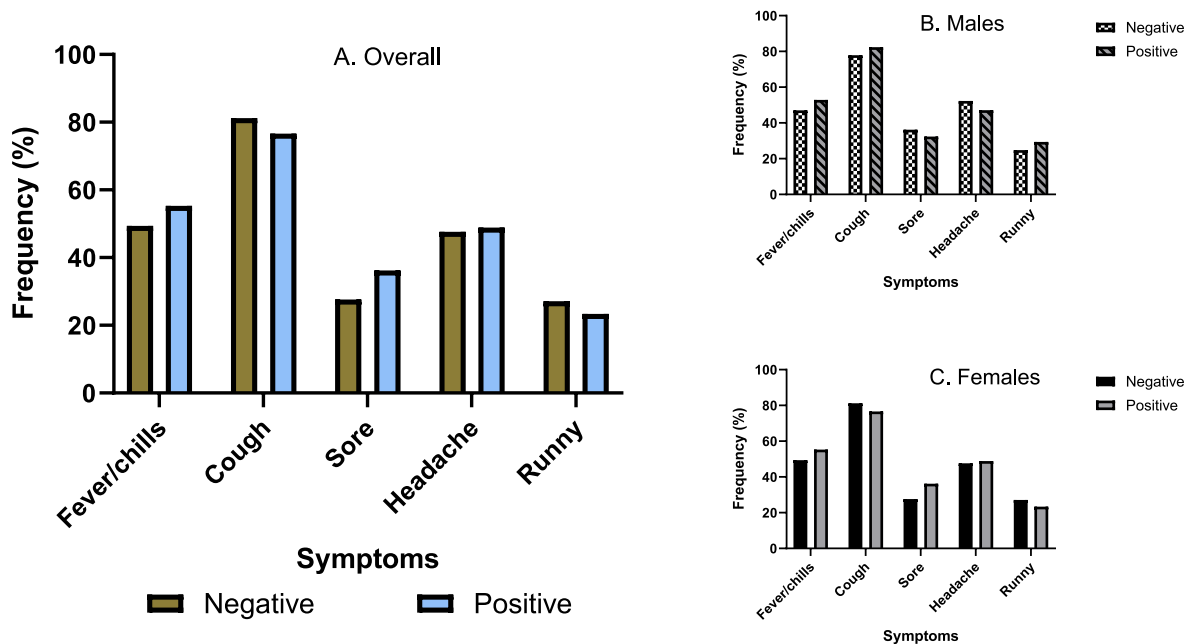 A. Overall
Frequency (%)
100
80
60
40
20
0
Fever/chills
Cough
Sore
Headache
Runny
Symptoms
Negative
Positive
B. Males
Negative
Positive
Frequency (%)
100
80
60
40
20
0
Fever/chills
Cough
Sore
Headache
Runny
Symptoms
C. Females
Negative
Positive
Frequency (%)
100
80
60
40
20
0
Fever/chills
Cough
Sore
Headache
Runny
Symptoms